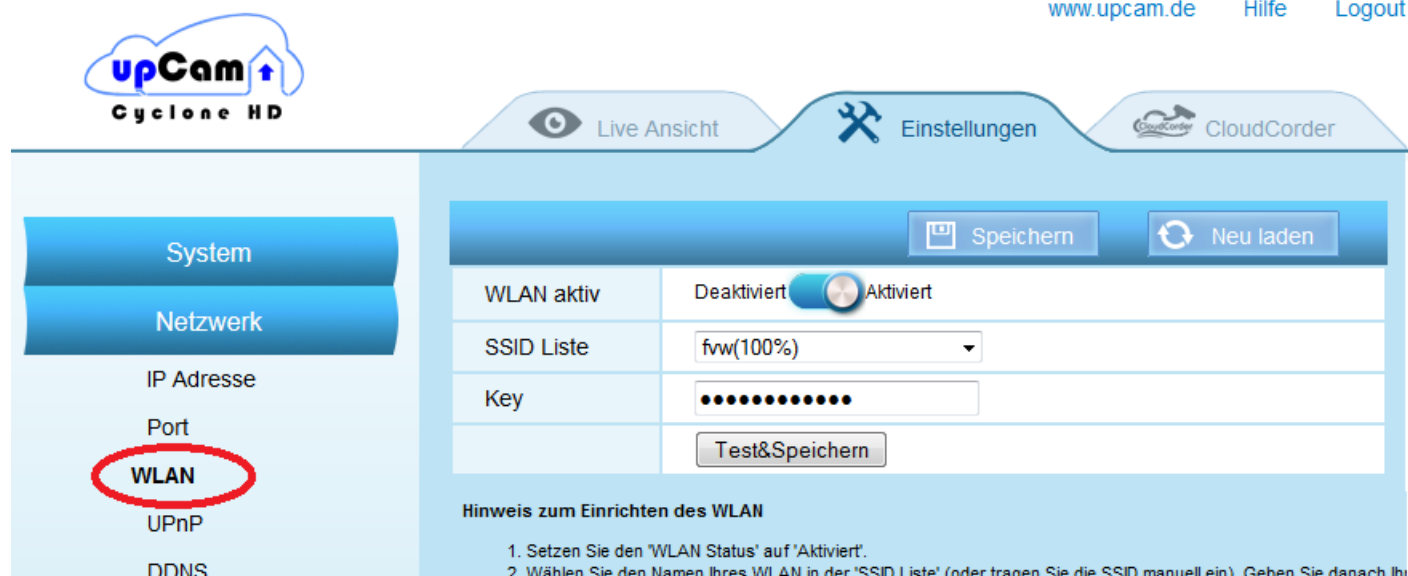 www.upcam.de Hilfe Logout
upCam
Cyclone HD
Live Ansicht Einstellungen CloudCorder CloudCorder
System
Netzwerk
IP Adresse
Port
WLAN
UPnP
DDNS
Speichern Neu laden
WLAN aktiv Deaktiviert Aktiviert
SSID Liste fvw(100%)
Key ●●●●●●●●●●●●
Test&Speichern
Hinweis zum Einrichten des WLAN
1. Setzen Sie den 'WLAN Status' auf 'Aktiviert'.
2. Wählen Sie den Namen Ihres WLAN in der 'SSID Liste' (oder tragen Sie die SSID manuell ein). Geben Sie danach Ihr